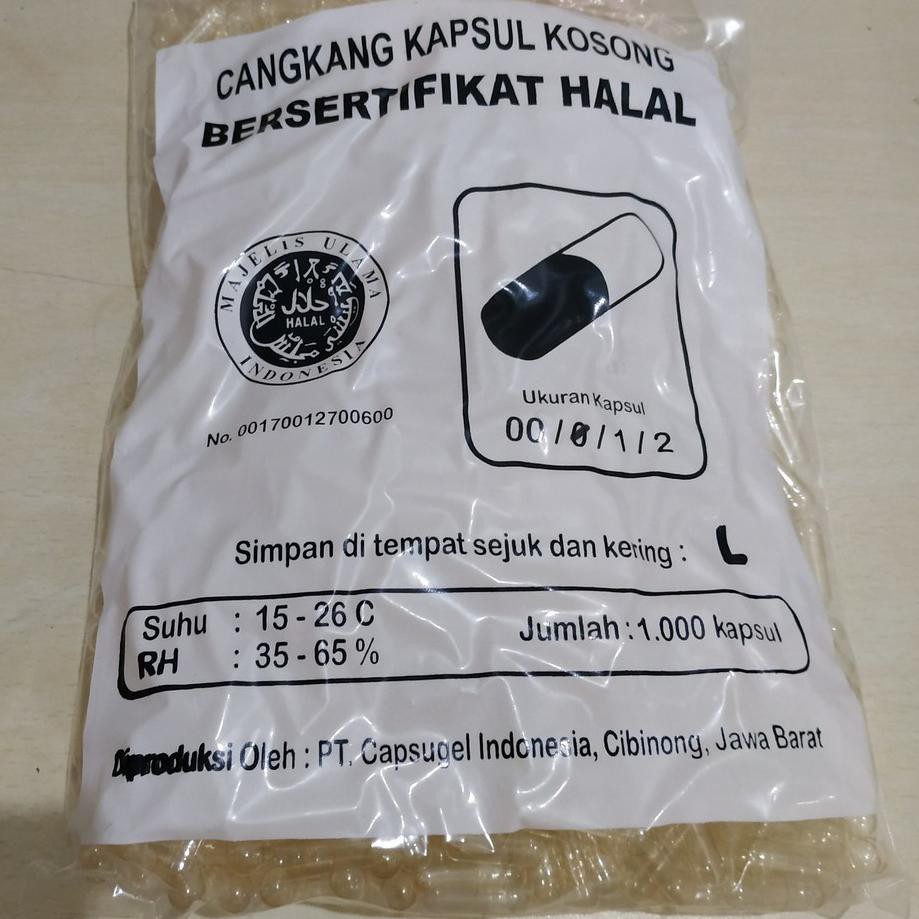 CANGKANG KAPSUL KOSONG
BERSERTIFIKAT HALAL
MAJELIS ULAMA
حلال
HALAL
INDONESIA
No. 00170012700600
Ukuran Kapsul
00/0/1/2
Simpan di tempat sejuk dan kering : L
Suhu : 15 - 26 C
RH : 35 - 65 %
Jumlah : 1.000 kapsul
Diproduksi Oleh : PT. Capsugel Indonesia, Cibinong, Jawa Barat